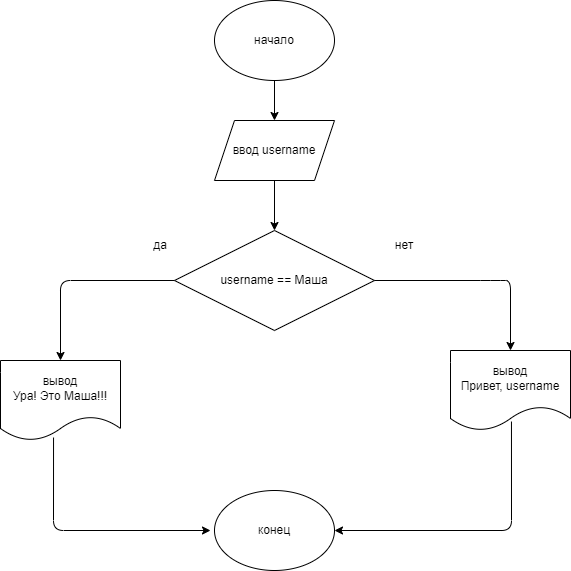 начало
ввод username
да
нет
username == Маша
вывод
Ура! Это Маша!!!
вывод
Привет, username
конец